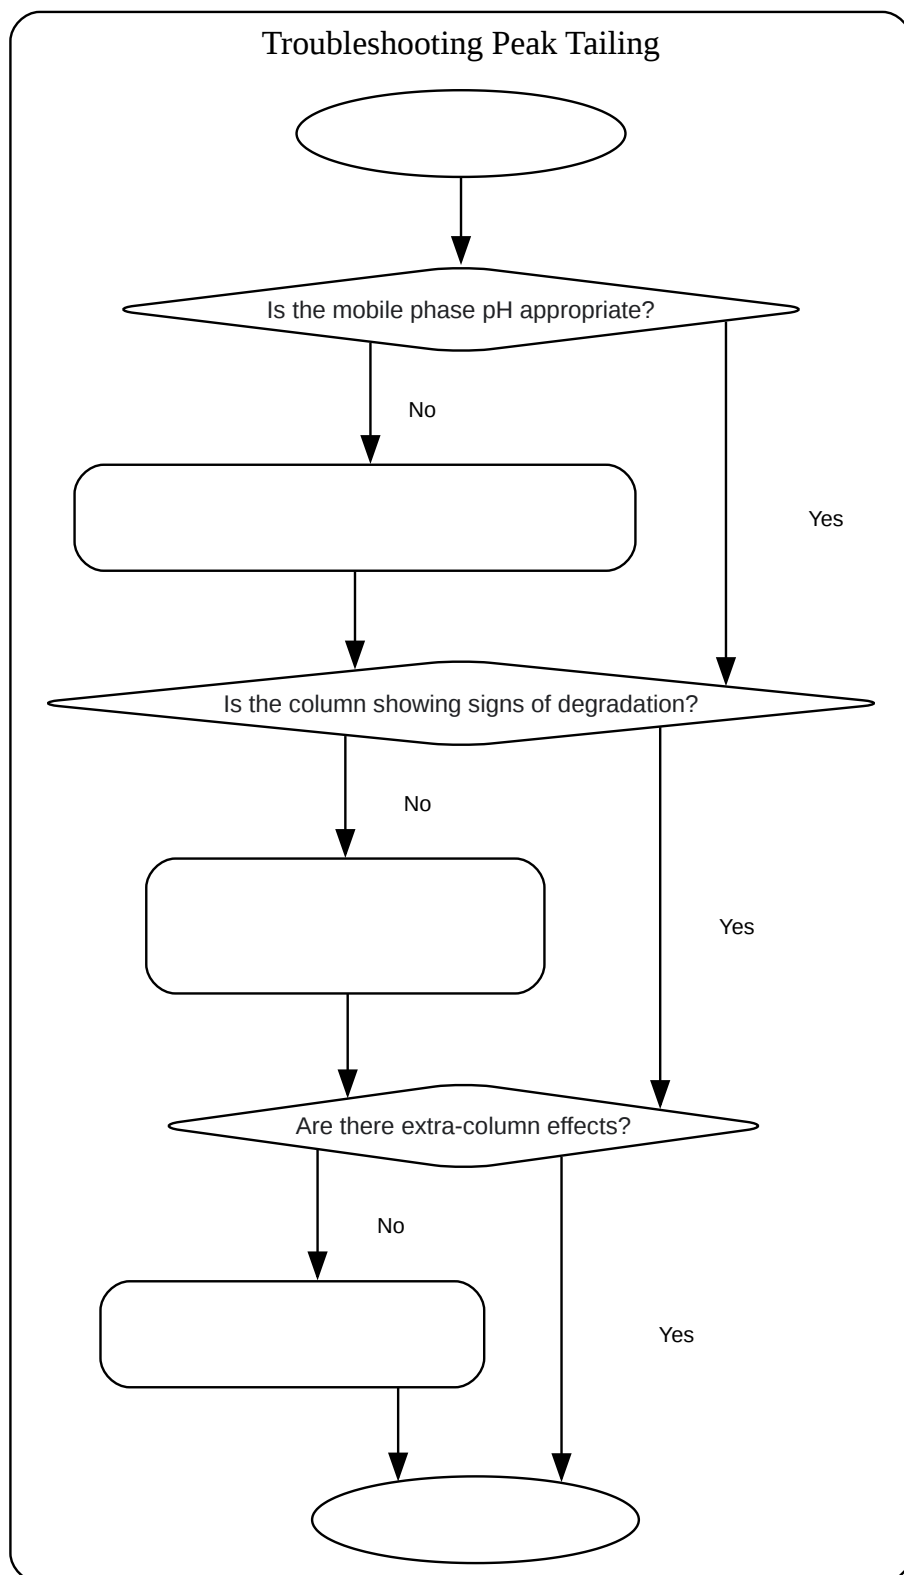 Troubleshooting Peak Tailing
Is the mobile phase pH appropriate?
No
Yes
Is the column showing signs of degradation?
No
Yes
Are there extra-column effects?
No
Yes